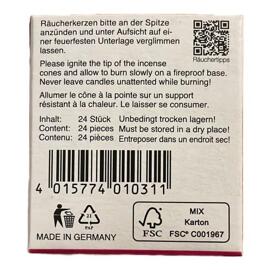 Räucherkerzen bitte an der Spitze
anzünden und unter Aufsicht auf ei-
ner feuerfesten Unterlage verglimmen
lassen.
Räuchertipps
Please ignite the tip of the incense
cones and allow to burn slowly on a fireproof base.
Never leave candles unattended while burning!
Allumer le cône à la pointe sur un support
résistant à la chaleur. Le laisser se consumer.
Inhalt: 24 Stück Unbedingt trocken lagern!
Content: 24 pieces Must be stored in a dry place!
Contenu: 24 pièces Entreposer dans un endroit sec!
4 015774 010311
21
PAP
FSC
MIX
Karton
FSC® C001967
MADE IN GERMANY